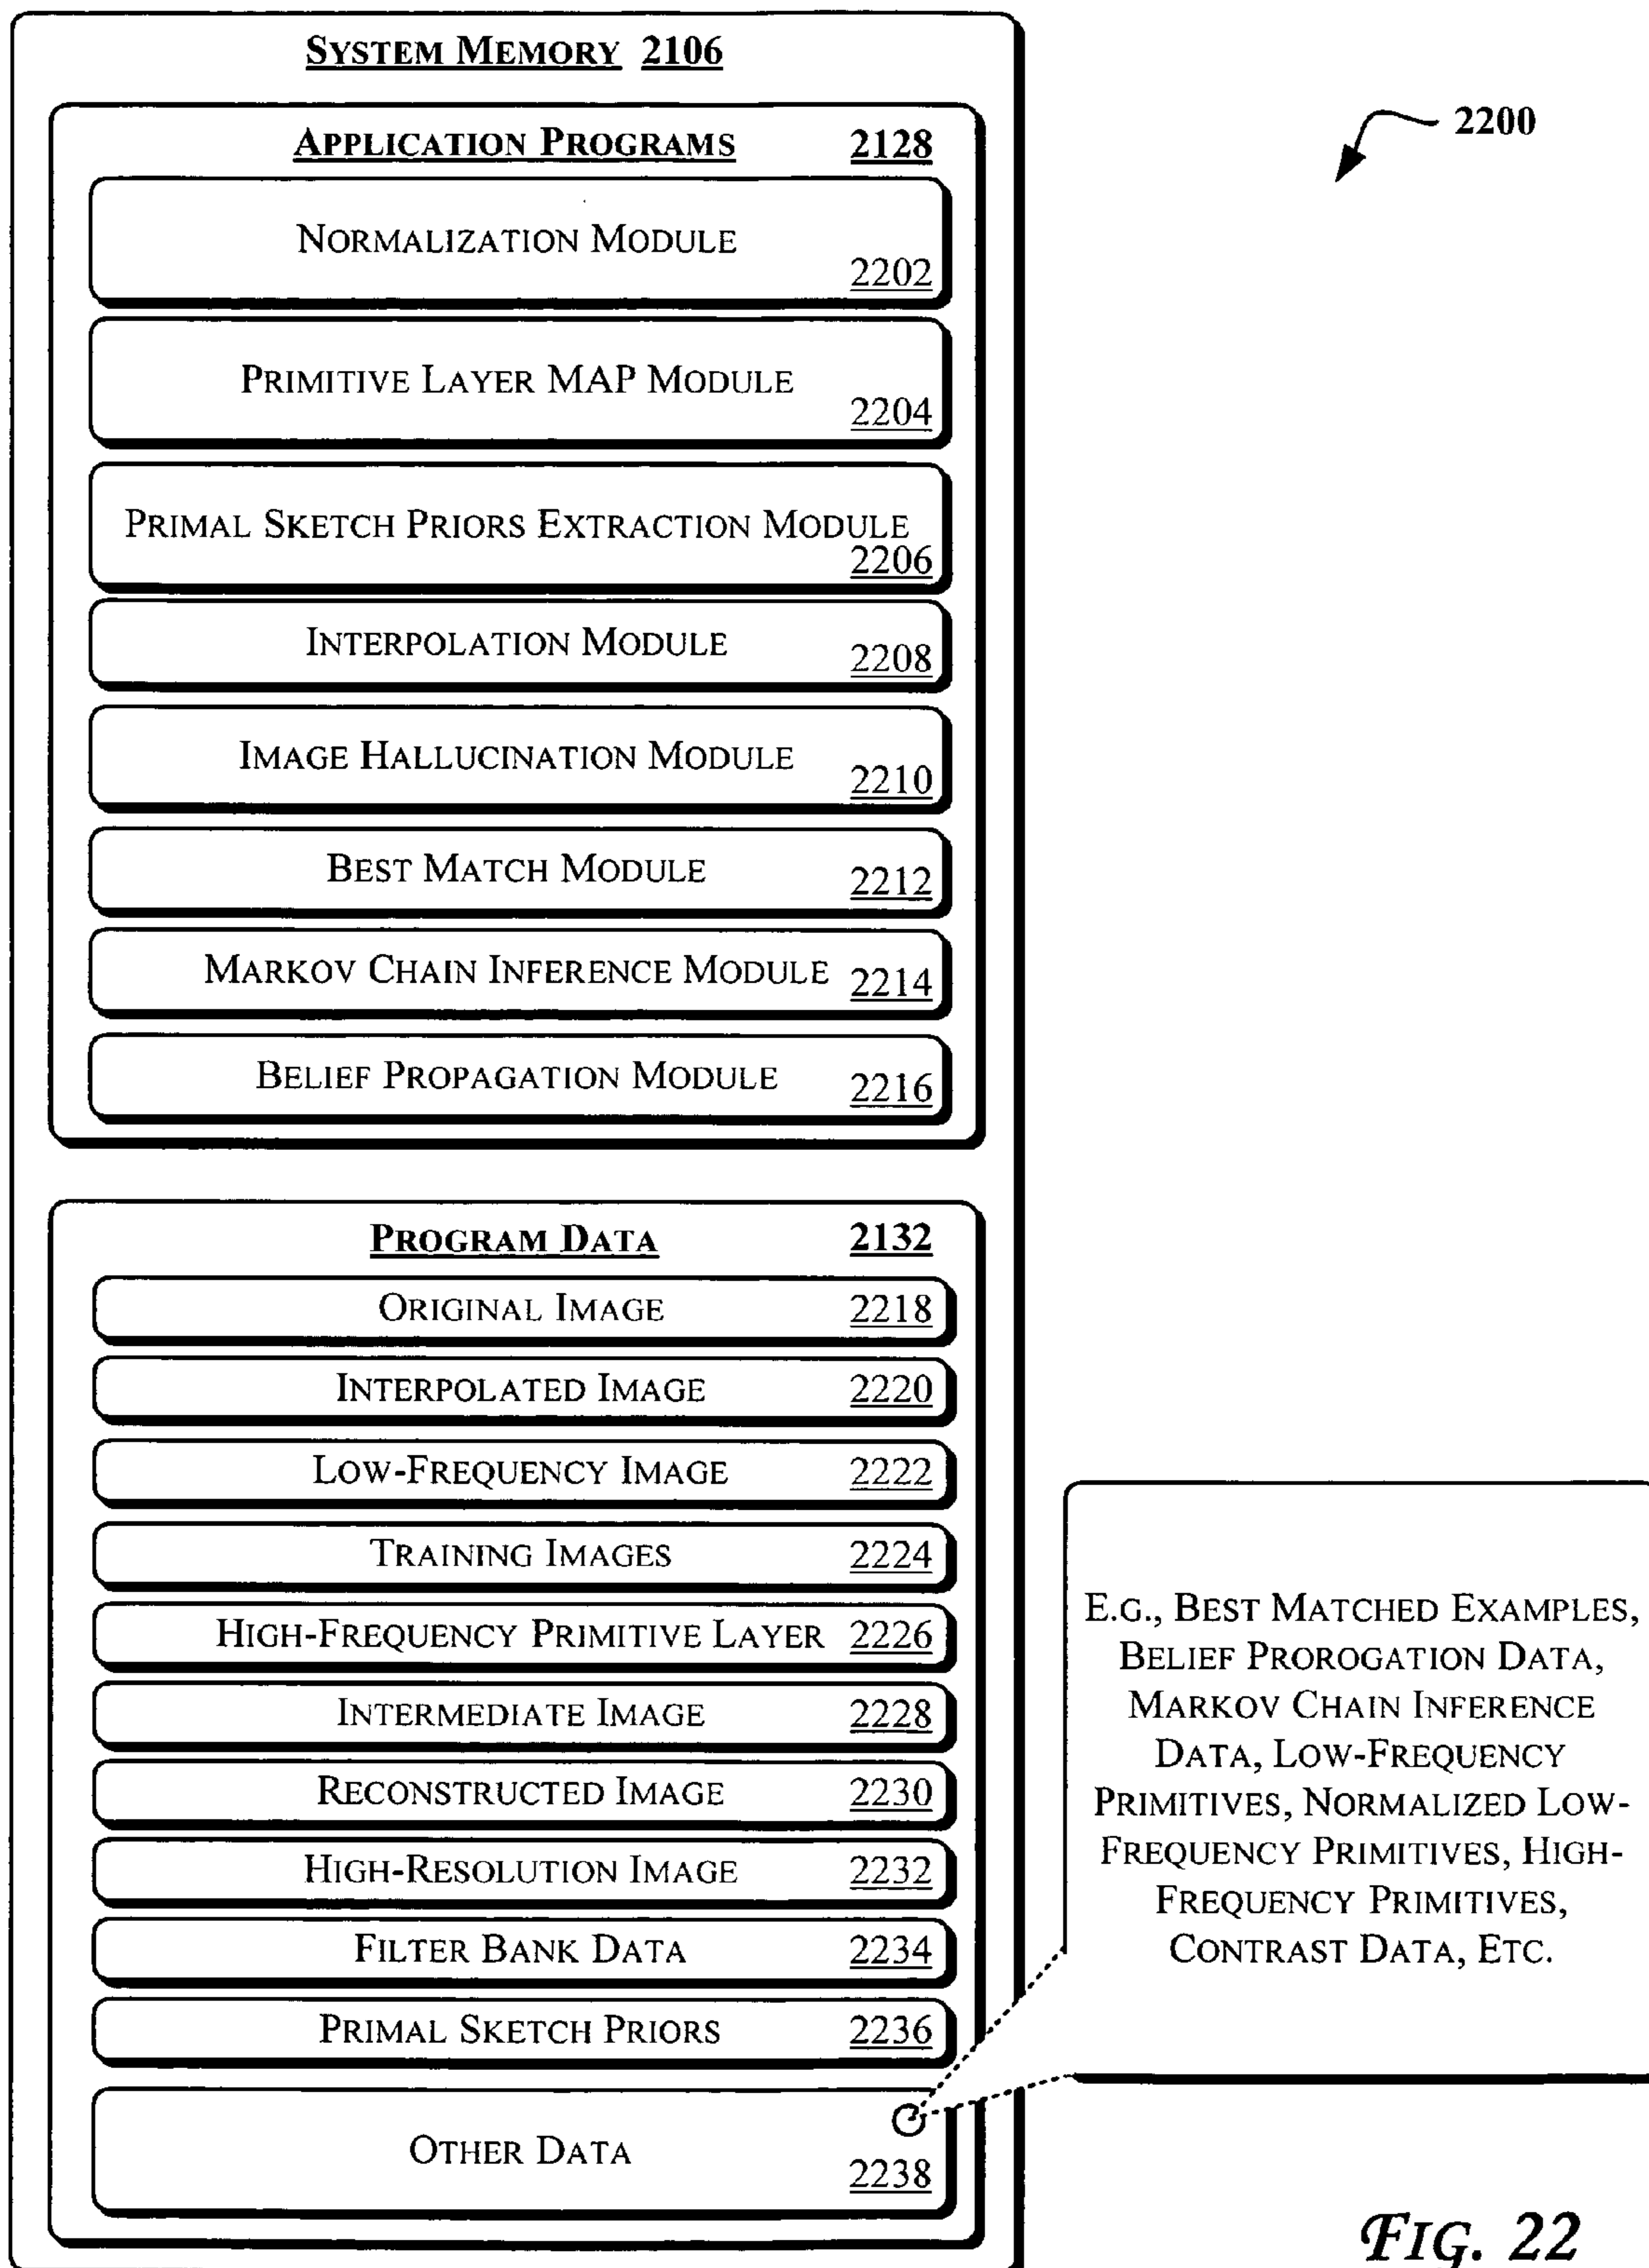 SYSTEM MEMORY 2106
2200
APPLICATION PROGRAMS 2128
NORMALIZATION MODULE
2202
PRIMITIVE LAYER MAP MODULE
2204
PRIMAL SKETCH PRIORS EXTRACTION MODULE
2206
INTERPOLATION MODULE 2208
IMAGE HALLUCINATION MODULE 2210
BEST MATCH MODULE 2212
MARKOV CHAIN INFERENCE MODULE 2214
BELIEF PROPAGATION MODULE 2216
PROGRAM DATA 2132
ORIGINAL IMAGE 2218
INTERPOLATED IMAGE 2220
LOW-FREQUENCY IMAGE 2222
TRAINING IMAGES 2224
HIGH-FREQUENCY PRIMITIVE LAYER 2226
INTERMEDIATE IMAGE 2228
RECONSTRUCTED IMAGE 2230
HIGH-RESOLUTION IMAGE 2232
FILTER BANK DATA 2234
PRIMAL SKETCH PRIORS 2236
OTHER DATA
2238
E.G., BEST MATCHED EXAMPLES,
BELIEF PROROGATION DATA,
MARKOV CHAIN INFERENCE
DATA, LOW-FREQUENCY
PRIMITIVES, NORMALIZED LOW-
FREQUENCY PRIMITIVES, HIGH-
FREQUENCY PRIMITIVES,
CONTRAST DATA, ETC.
FIG. 22